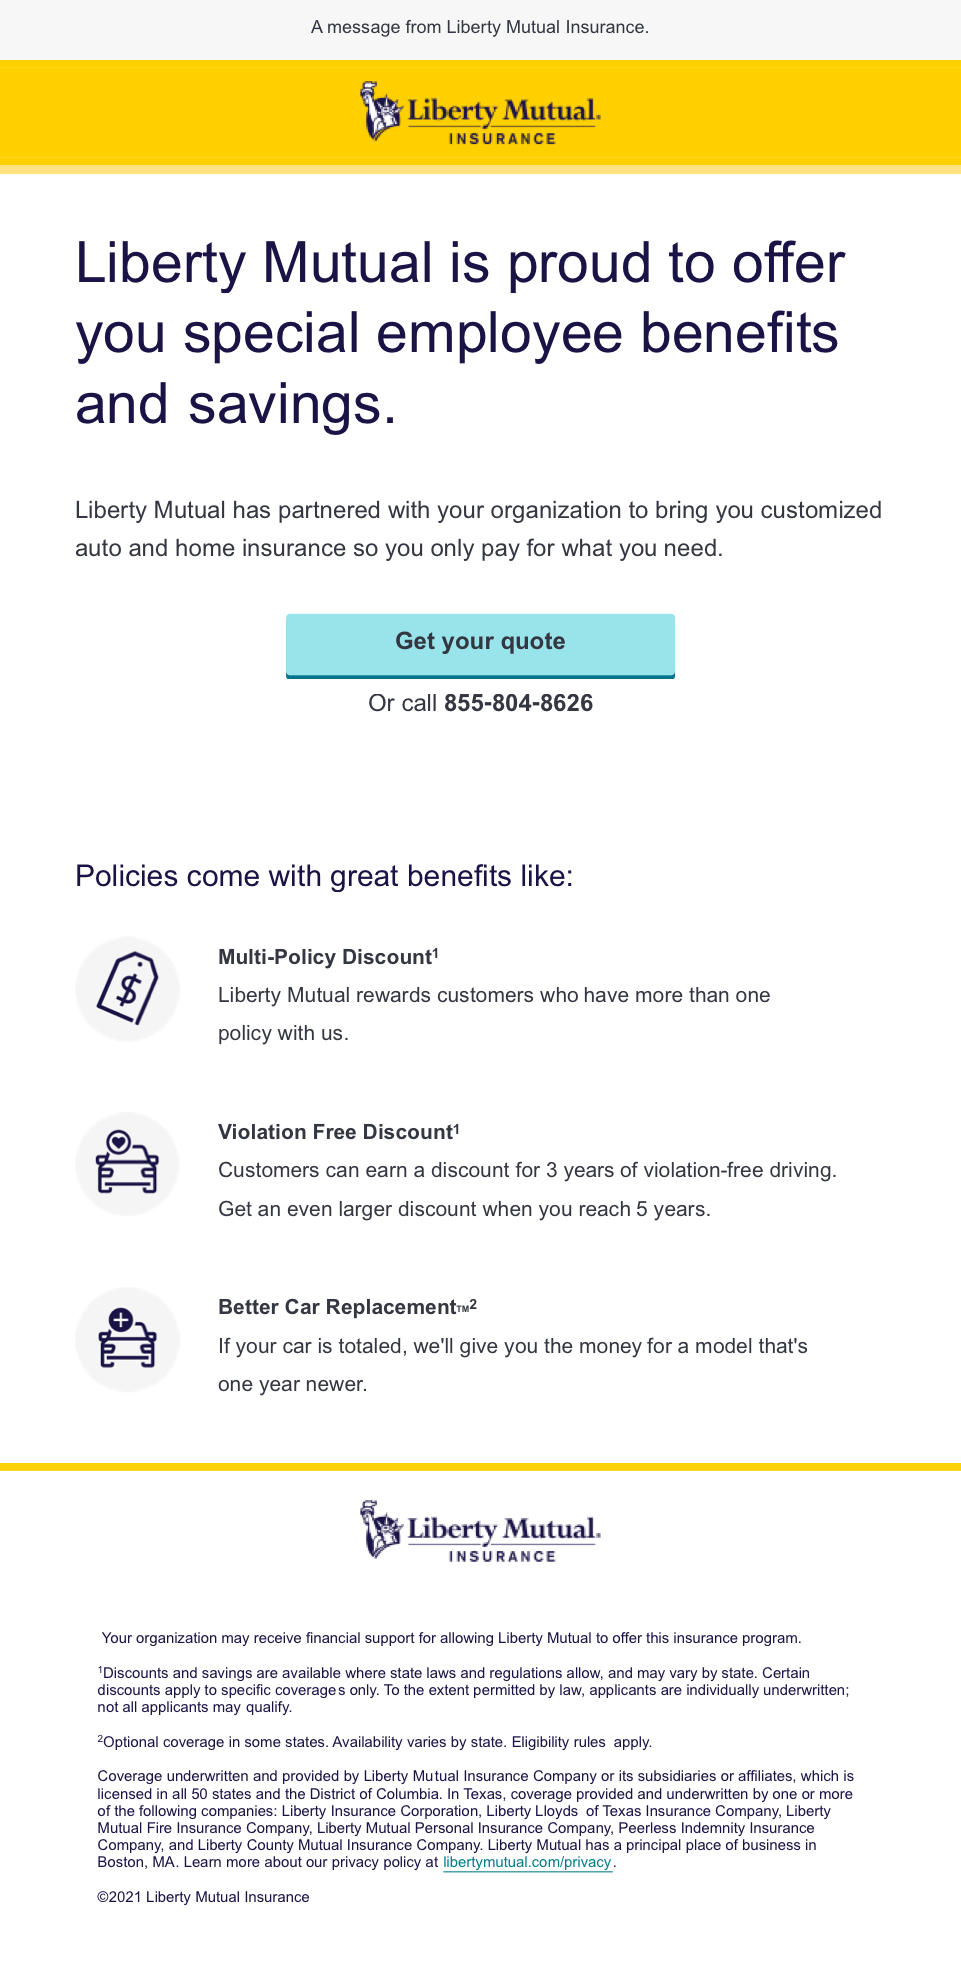 A message from Liberty Mutual Insurance.
Liberty Mutual.
INSURANCE
Liberty Mutual is proud to offer
you special employee benefits
and savings.
Liberty Mutual has partnered with your organization to bring you customized
auto and home insurance so you only pay for what you need.
Get your quote
Or call 855-804-8626
Policies come with great benefits like:
$
Multi-Policy Discount¹
Liberty Mutual rewards customers who have more than one
policy with us.
Violation Free Discount¹
Customers can earn a discount for 3 years of violation-free driving.
Get an even larger discount when you reach 5 years.
Better Car Replacement™²
If your car is totaled, we'll give you the money for a model that's
one year newer.
Liberty Mutual.
INSURANCE
Your organization may receive financial support for allowing Liberty Mutual to offer this insurance program.
¹Discounts and savings are available where state laws and regulations allow, and may vary by state. Certain
discounts apply to specific coverages only. To the extent permitted by law, applicants are individually underwritten;
not all applicants may qualify.
²Optional coverage in some states. Availability varies by state. Eligibility rules apply.
Coverage underwritten and provided by Liberty Mutual Insurance Company or its subsidiaries or affiliates, which is
licensed in all 50 states and the District of Columbia. In Texas, coverage provided and underwritten by one or more
of the following companies: Liberty Insurance Corporation, Liberty Lloyds of Texas Insurance Company, Liberty
Mutual Fire Insurance Company, Liberty Mutual Personal Insurance Company, Peerless Indemnity Insurance
Company, and Liberty County Mutual Insurance Company. Liberty Mutual has a principal place of business in
Boston, MA. Learn more about our privacy policy at libertymutual.com/privacy.
©2021 Liberty Mutual Insurance